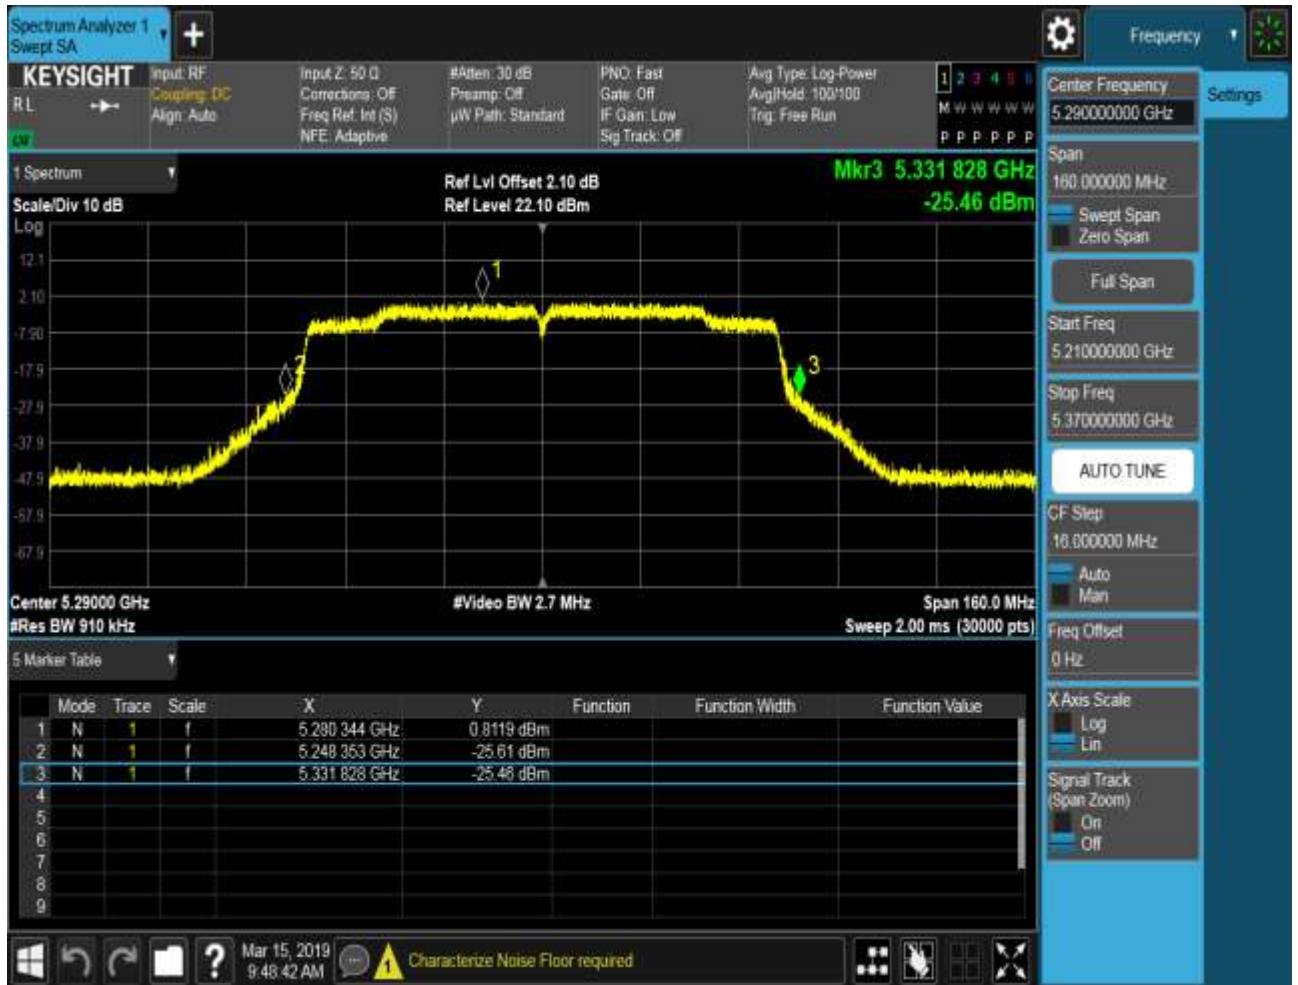 Spectrum Analyzer 1
Swept SA
Frequency
KEYSIGHT
RL
Input: RF
Coupling: DC
Align: Auto
Input Z: 50 Ω
Corrections: Off
Freq Ref: Int (S)
NFE: Adaptive
#Atten: 30 dB
Preamp: Off
µW Path: Standard
PNO: Fast
Gate: Off
IF Gain: Low
Sig Track: Off
Avg Type: Log-Power
Avg|Hold: 100/100
Trig: Free Run
1 2 3 4 5 6
M W W W W W
P P P P P P
1 Spectrum
Scale/Div 10 dB
Ref Lvl Offset 2.10 dB
Ref Level 22.10 dBm
Mkr3 5.331 828 GHz
-25.46 dBm
Log
12.1
2.10
-7.90
-17.9
-27.9
-37.9
-47.9
-57.9
-67.9
1
2
3
Center 5.29000 GHz
#Res BW 910 kHz
#Video BW 2.7 MHz
Span 160.0 MHz
Sweep 2.00 ms (30000 pts)
5 Marker Table
Mode Trace Scale X Y Function Function Width Function Value
1 N 1 f 5.280 344 GHz 0.8119 dBm
2 N 1 f 5.248 353 GHz -25.61 dBm
3 N 1 f 5.331 828 GHz -25.46 dBm
4
5
6
7
8
9
Mar 15, 2019
9:48:42 AM
1
Characterize Noise Floor required
Center Frequency
5.290000000 GHz
Settings
Span
160.000000 MHz
Swept Span
Zero Span
Full Span
Start Freq
5.210000000 GHz
Stop Freq
5.370000000 GHz
AUTO TUNE
CF Step
16.000000 MHz
Auto
Man
Freq Offset
0 Hz
X Axis Scale
Log
Lin
Signal Track
(Span Zoom)
On
Off